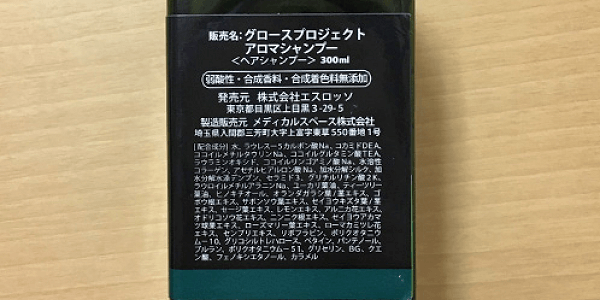 販売名：グロースプロジェクト
アロマシャンプー
＜ヘアシャンプー＞ 300ml
弱酸性・合成香料・合成着色料無添加
発売元 株式会社エスロッソ
東京都目黒区上目黒3-29-5
製造販売元 メディカルスペース株式会社
埼玉県入間郡三芳町大字上富字東草550番地1号
[配合成分] 水、ラウレス-5カルボン酸Na、コカミドDEA、
ココイルメチルタウリンNa、ココイルグルタミン酸TEA、
ラウラミンオキシド、ココイルリンゴアミノ酸Na、水溶性
コラーゲン、アセチルヒアルロン酸Na、加水分解シルク、加
水分解水添デンプン、セラミド3、グリチルリチン酸2K、
ラウロイルメチルアラニンNa、ユーカリ葉油、ティーツリー
葉油、ヒノキチオール、オランダガラシ葉/茎エキス、ゴ
ボウ根エキス、サボンソウ葉エキス、セイヨウキズタ葉/茎
エキス、セージ葉エキス、レモンエキス、アルニカ花エキス、
オドリコソウ花エキス、ニンニク根エキス、セイヨウアカマ
ツ球果エキス、ローズマリー葉エキス、ローマカミツレ花
エキス、センブリエキス、リボフラビン、ポリクオタニウ
ム-10、グリコシルトレハロース、ベタイン、パンテノール、
プルラン、ポリクオタニウム-51、グリセリン、BG、クエ
ン酸、フェノキシエタノール、カラメル